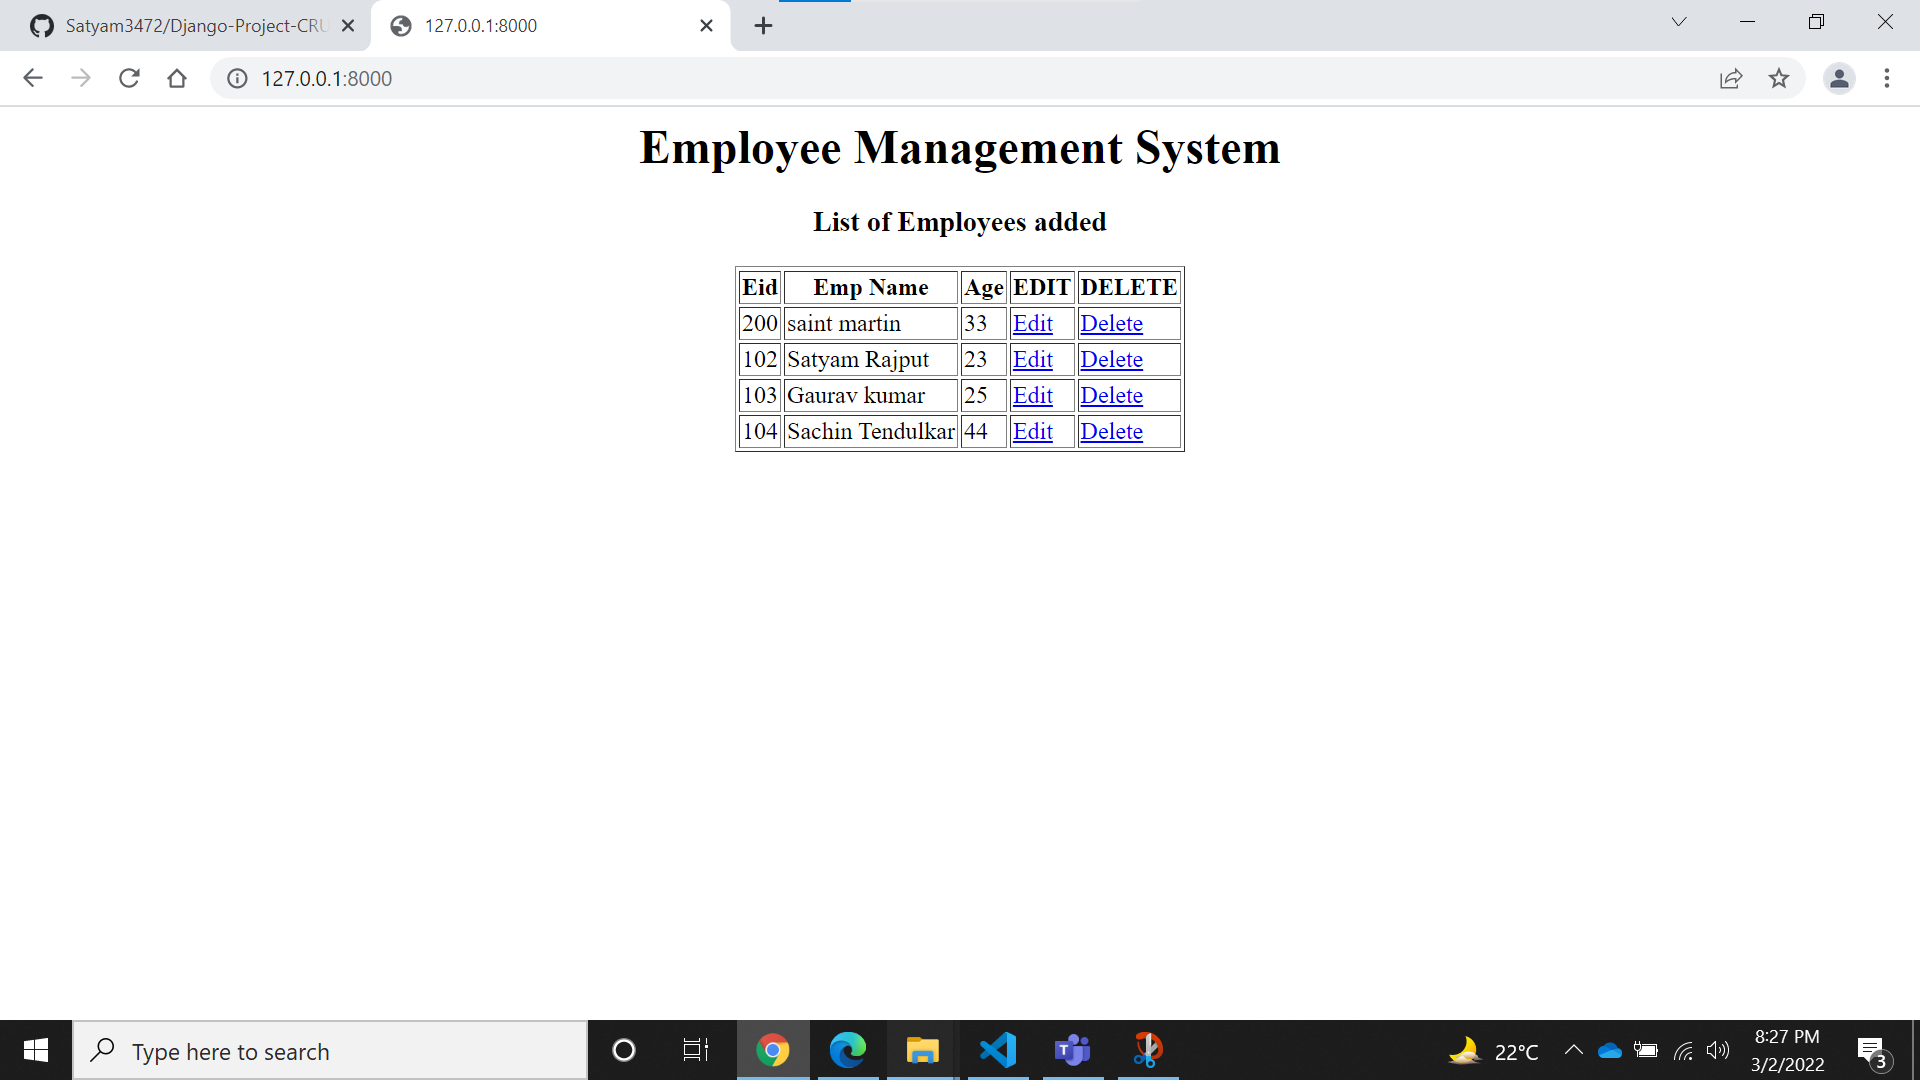 Satyam3472/Django-Project-CRU
127.0.0.1:8000
127.0.0.1:8000
Employee Management System
List of Employees added
Eid Emp Name Age EDIT DELETE
200 saint martin 33 Edit Delete
102 Satyam Rajput 23 Edit Delete
103 Gaurav kumar 25 Edit Delete
104 Sachin Tendulkar 44 Edit Delete
Type here to search
T
22°C
8:27 PM
3/2/2022
3